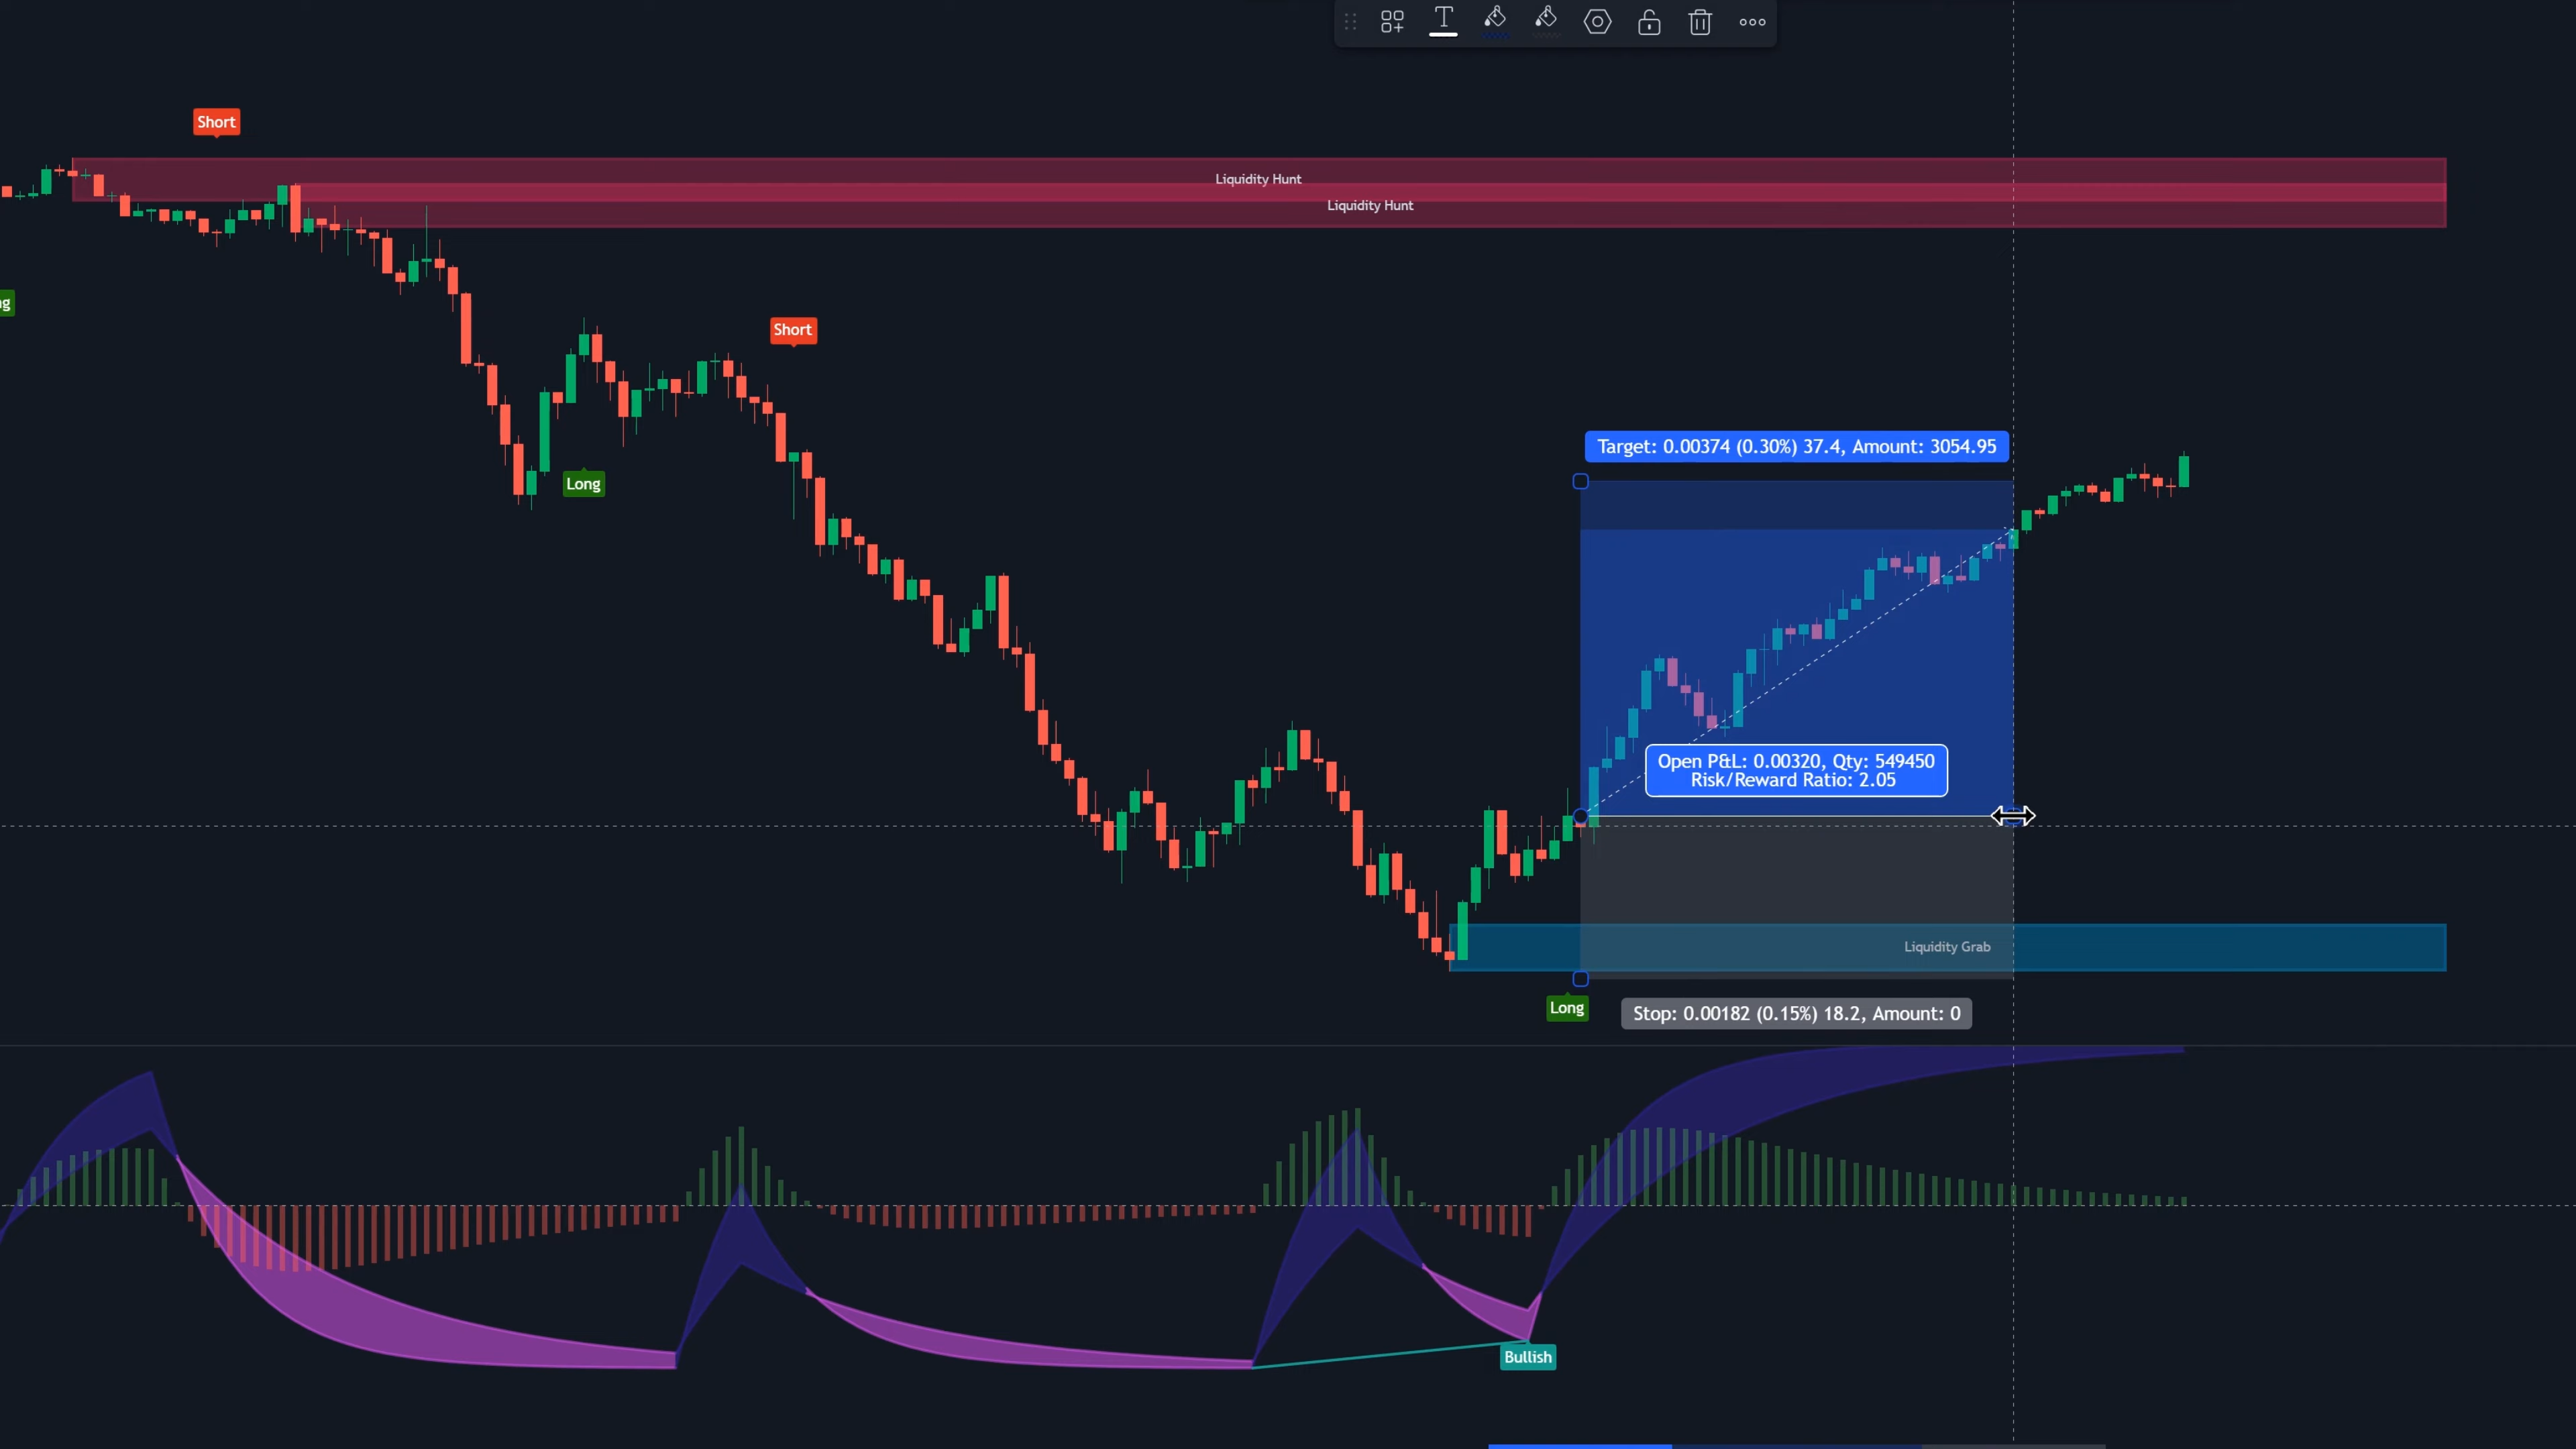 Short
Liquidity Hunt
Liquidity Hunt
Short
Target: 0.00374 (0.30%) 37.4, Amount: 3054.95
Long
Open P&L: 0.00320, Qty: 549450
Risk/Reward Ratio: 2.05
Liquidity Grab
Long
Stop: 0.00182 (0.15%) 18.2, Amount: 0
Bullish